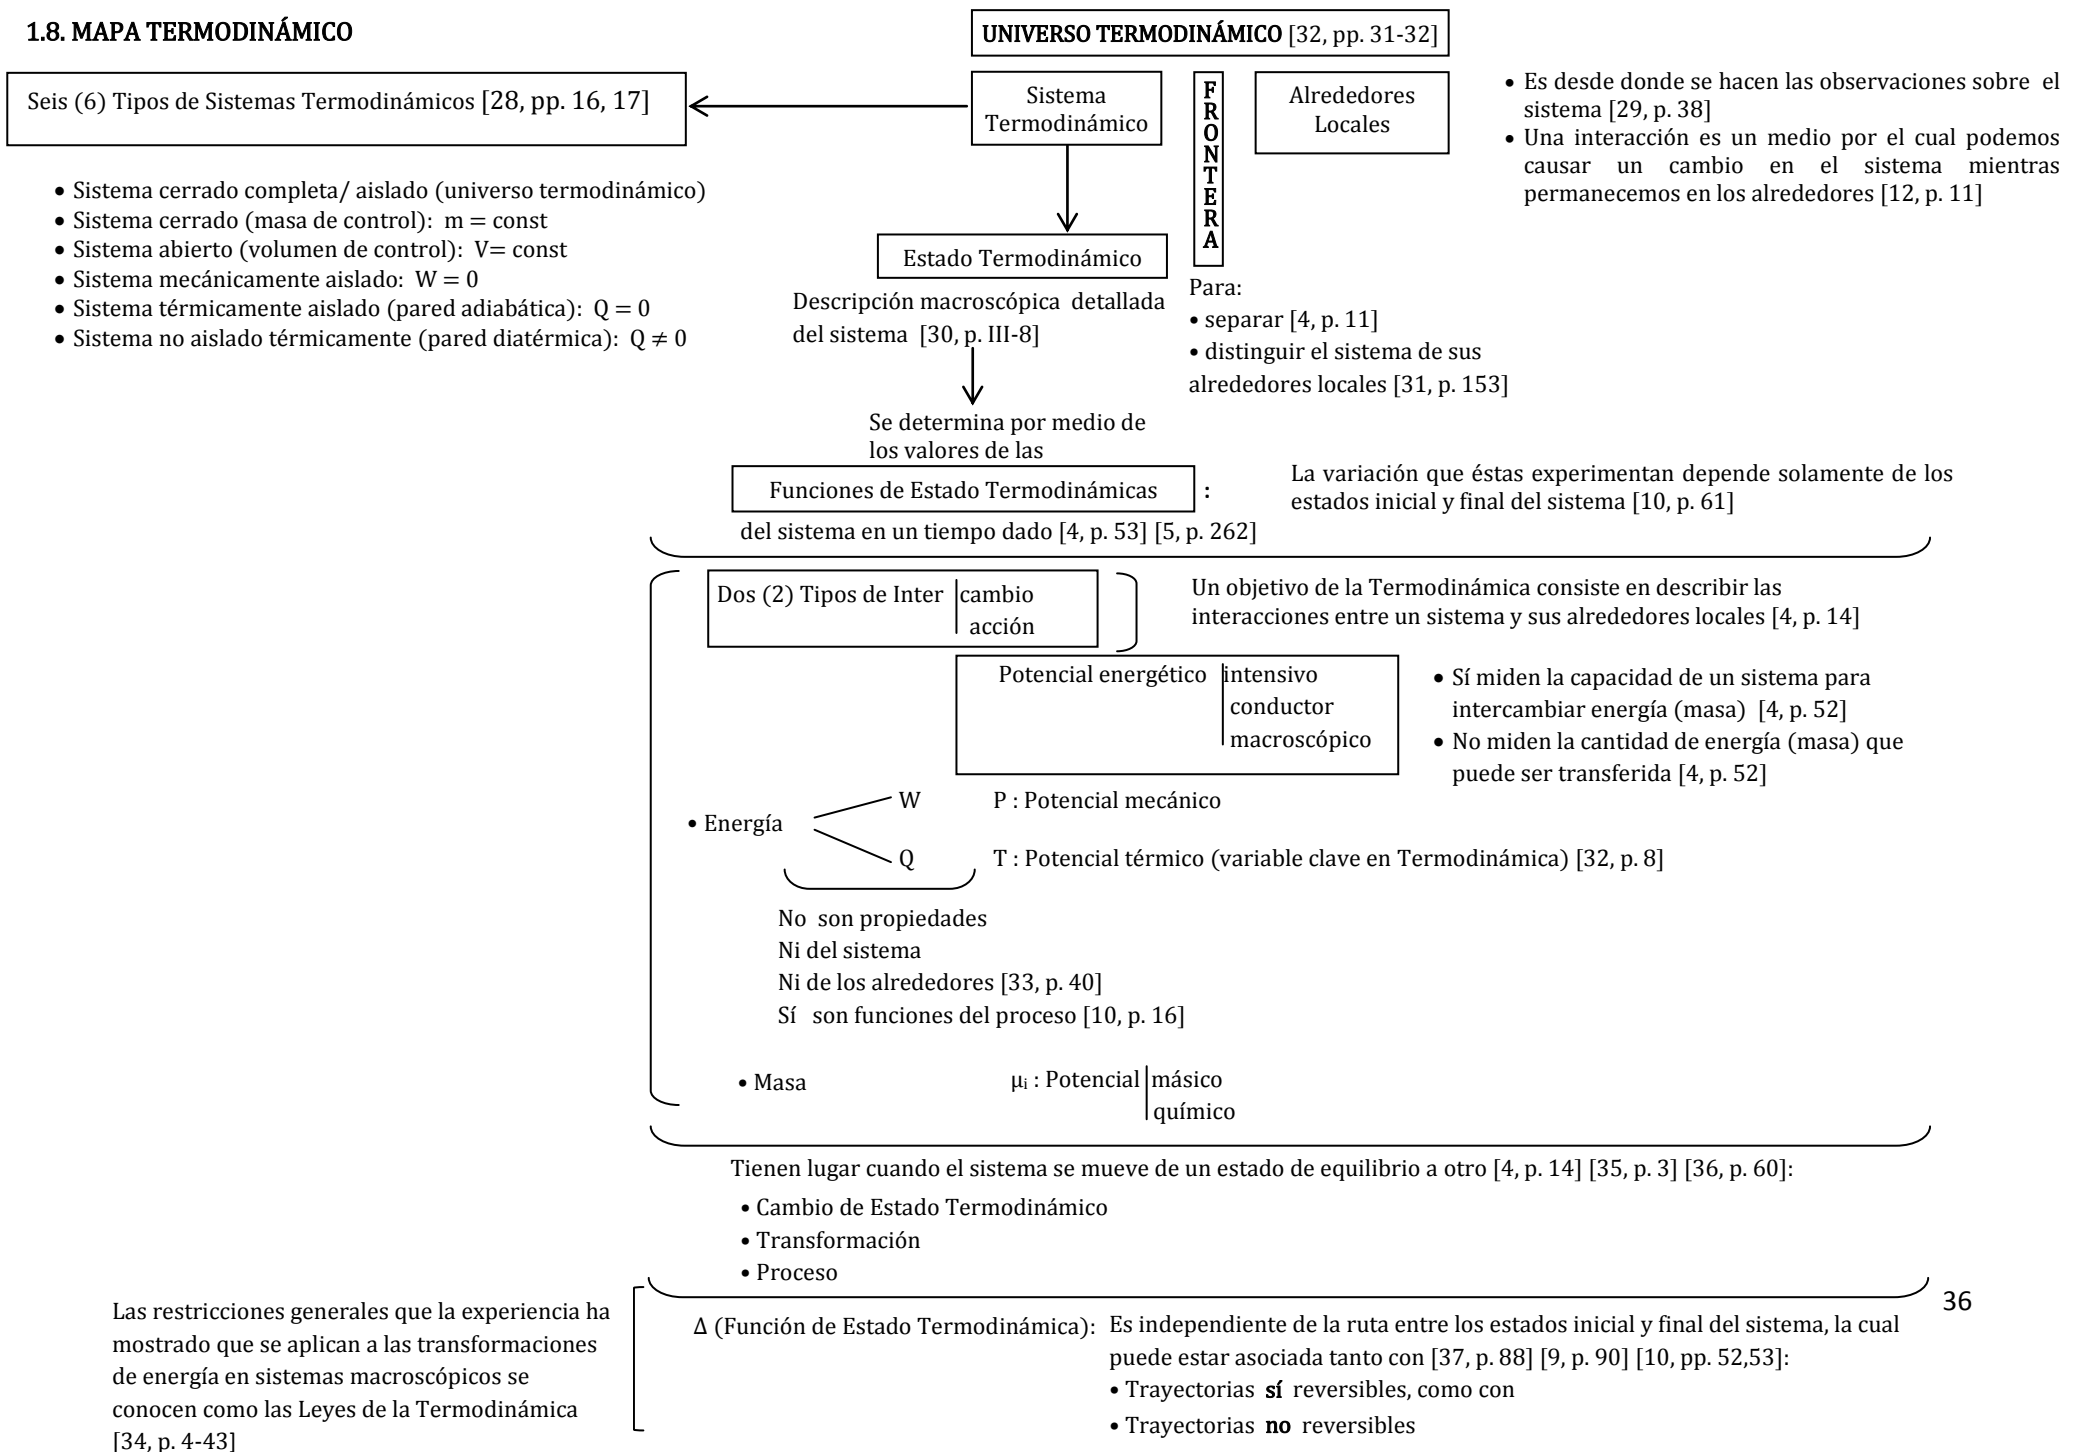 1.8. MAPA TERMODINÁMICO
UNIVERSO TERMODINÁMICO [32, pp. 31-32]
Seis (6) Tipos de Sistemas Termodinámicos [28, pp. 16, 17]
Sistema
Termodinámico
FRONTERA
Alrededores
Locales
• Es desde donde se hacen las observaciones sobre el
sistema [29, p. 38]
• Una interacción es un medio por el cual podemos
causar un cambio en el sistema mientras
permanecemos en los alrededores [12, p. 11]
• Sistema cerrado completa/ aislado (universo termodinámico)
• Sistema cerrado (masa de control): m = const
• Sistema abierto (volumen de control): V= const
• Sistema mecánicamente aislado: W = 0
• Sistema térmicamente aislado (pared adiabática): Q = 0
• Sistema no aislado térmicamente (pared diatérmica): Q ≠ 0
Estado Termodinámico
Descripción macroscópica detallada
del sistema [30, p. III-8]
Para:
• separar [4, p. 11]
• distinguir el sistema de sus
alrededores locales [31, p. 153]
Se determina por medio de
los valores de las
Funciones de Estado Termodinámicas :
del sistema en un tiempo dado [4, p. 53] [5, p. 262]
La variación que éstas experimentan depende solamente de los
estados inicial y final del sistema [10, p. 61]
Dos (2) Tipos de Inter cambio
acción
Un objetivo de la Termodinámica consiste en describir las
interacciones entre un sistema y sus alrededores locales [4, p. 14]
Potencial energético intensivo
conductor
macroscópico
• Sí miden la capacidad de un sistema para
intercambiar energía (masa) [4, p. 52]
• No miden la cantidad de energía (masa) que
puede ser transferida [4, p. 52]
• Energía
W P : Potencial mecánico
Q T : Potencial térmico (variable clave en Termodinámica) [32, p. 8]
No son propiedades
Ni del sistema
Ni de los alrededores [33, p. 40]
Sí son funciones del proceso [10, p. 16]
• Masa μi : Potencial másico
químico
Tienen lugar cuando el sistema se mueve de un estado de equilibrio a otro [4, p. 14] [35, p. 3] [36, p. 60]:
• Cambio de Estado Termodinámico
• Transformación
• Proceso
Las restricciones generales que la experiencia ha
mostrado que se aplican a las transformaciones
de energía en sistemas macroscópicos se
conocen como las Leyes de la Termodinámica
[34, p. 4-43]
Δ (Función de Estado Termodinámica): Es independiente de la ruta entre los estados inicial y final del sistema, la cual
puede estar asociada tanto con [37, p. 88] [9, p. 90] [10, pp. 52,53]:
• Trayectorias sí reversibles, como con
• Trayectorias no reversibles
36